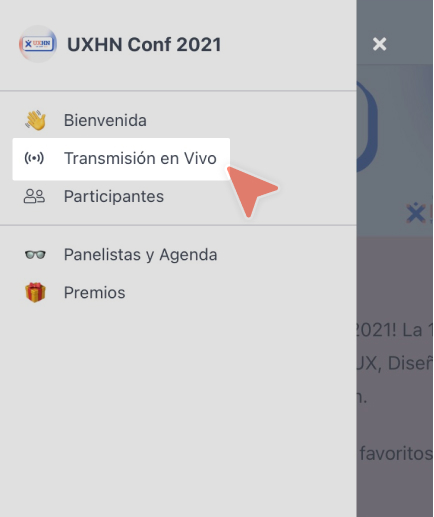 UXHN
UXHN Conf 2021
Bienvenida
Transmisión en Vivo
Participantes
Panelistas y Agenda
Premios
2021! La 1
UX, Diseñ
n.
favoritos